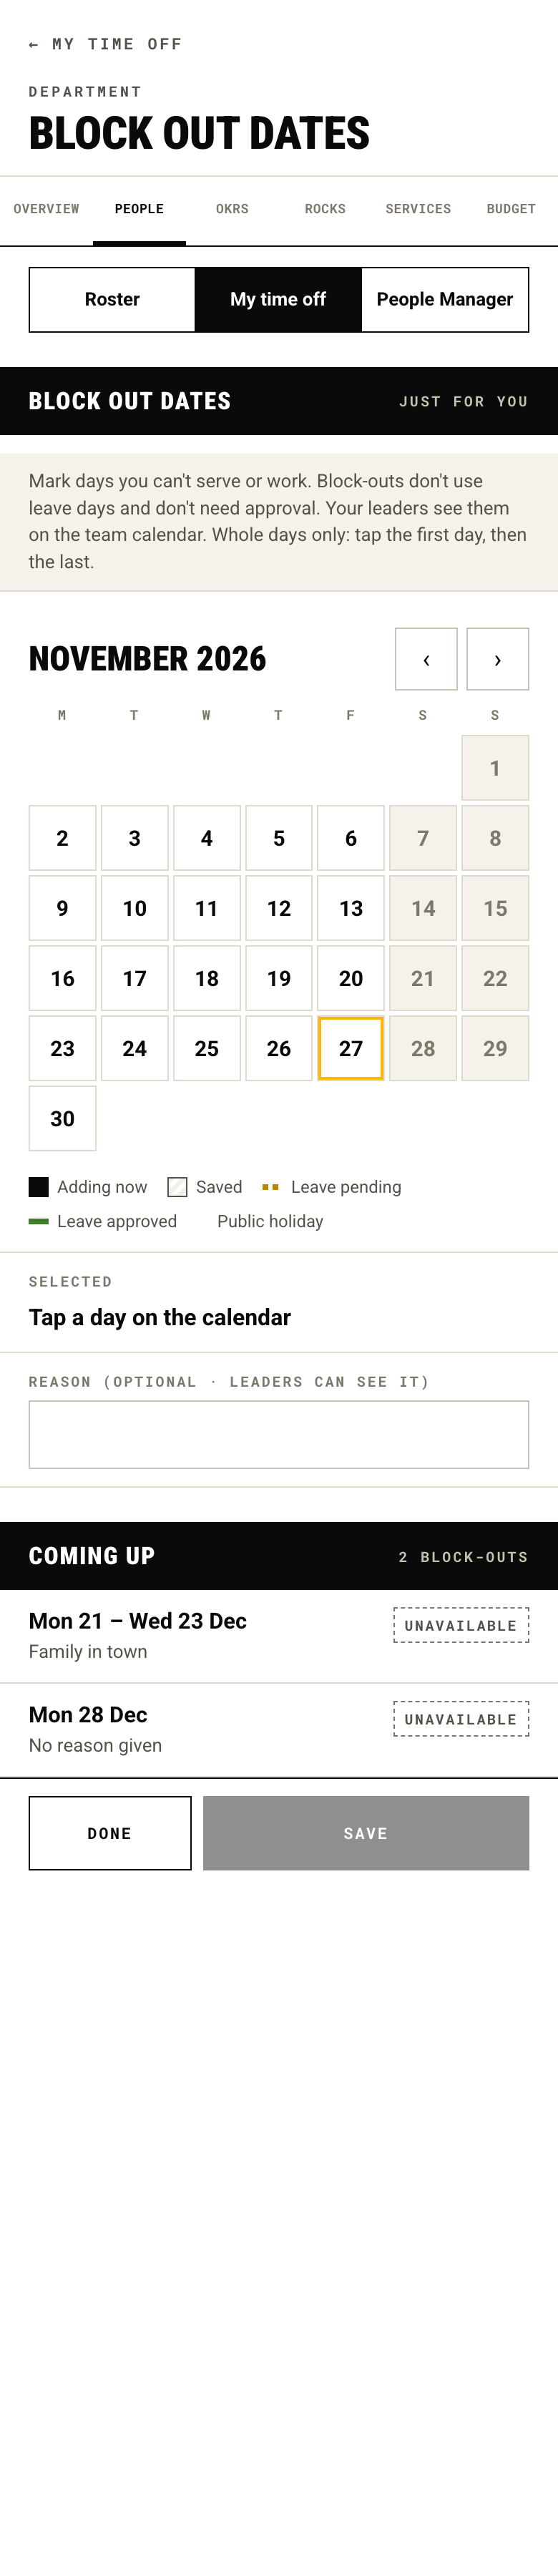 ← MY TIME OFF
DEPARTMENT
BLOCK OUT DATES
OVERVIEW PEOPLE OKRS ROCKS SERVICES BUDGET
Roster My time off People Manager
BLOCK OUT DATES JUST FOR YOU
Mark days you can't serve or work. Block-outs don't use
leave days and don't need approval. Your leaders see them
on the team calendar. Whole days only: tap the first day, then
the last.
NOVEMBER 2026 ‹ ›
M T W T F S S
1
2 3 4 5 6 7 8
9 10 11 12 13 14 15
16 17 18 19 20 21 22
23 24 25 26 27 28 29
30
Adding now Saved Leave pending
Leave approved Public holiday
SELECTED
Tap a day on the calendar
REASON (OPTIONAL · LEADERS CAN SEE IT)
COMING UP 2 BLOCK-OUTS
Mon 21 – Wed 23 Dec UNAVAILABLE
Family in town
Mon 28 Dec UNAVAILABLE
No reason given
DONE SAVE